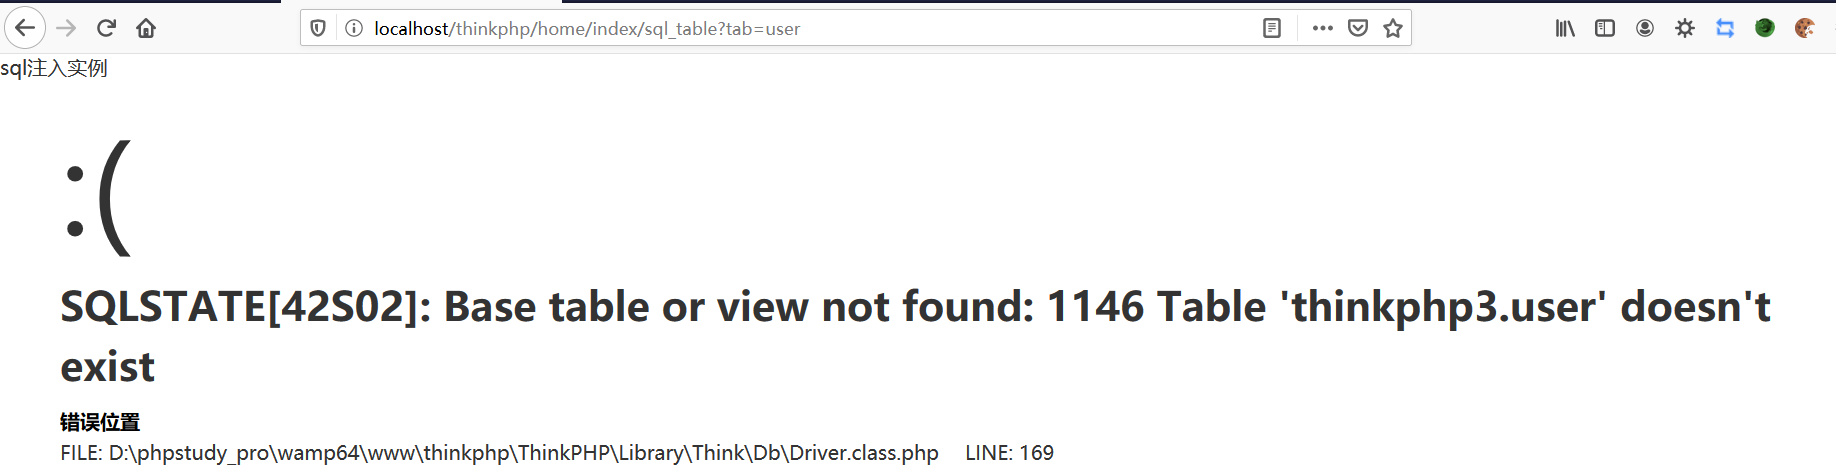 localhost/thinkphp/home/index/sql_table?tab=user
sql注入实例
:(
SQLSTATE[42S02]: Base table or view not found: 1146 Table 'thinkphp3.user' doesn't
exist
错误位置
FILE: D:\phpstudy_pro\wamp64\www\thinkphp\ThinkPHP\Library\Think\Db\Driver.class.php LINE: 169